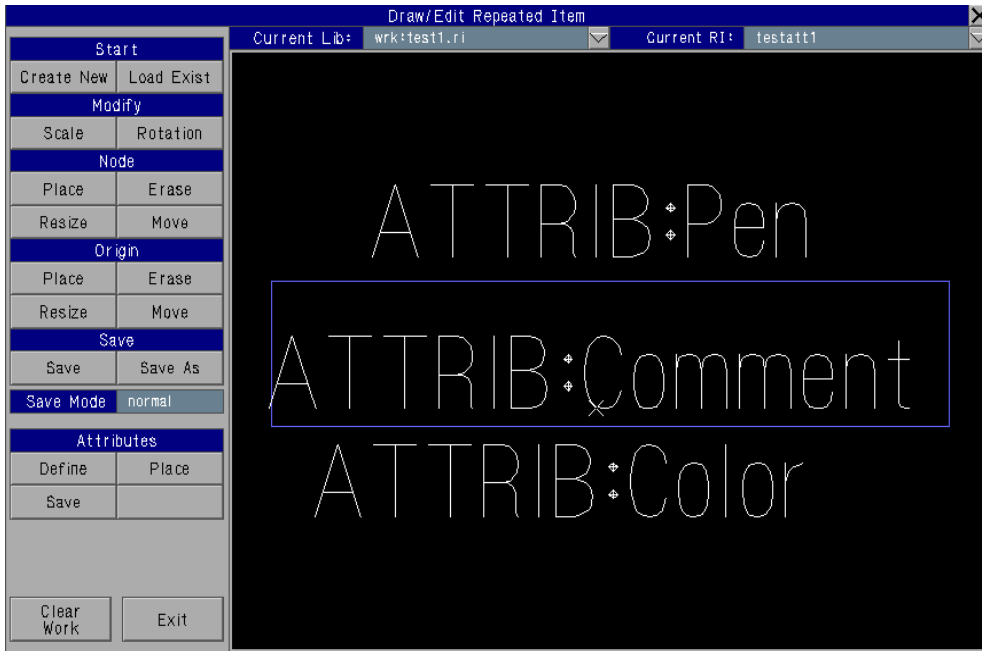 Draw/Edit Repeated Item
Current Lib: wrk:test1.ri Current RI: testatt1
Start
Create New Load Exist
Modify
Scale Rotation
Node
Place Erase
Resize Move
Origin
Place Erase
Resize Move
Save
Save Save As
Save Mode normal
Attributes
Define Place
Save
Clear Work Exit
ATTRIB:Pen
ATTRIB:Comment
ATTRIB:Color